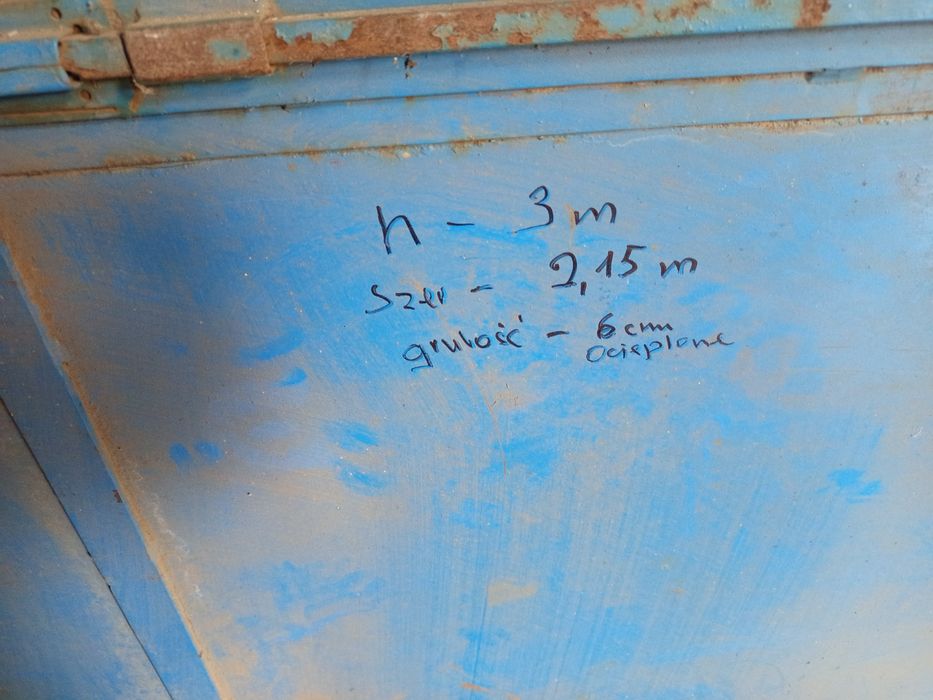 h - 3 m
szer - 2,15 m
grubość - 6 cm
ocieplone